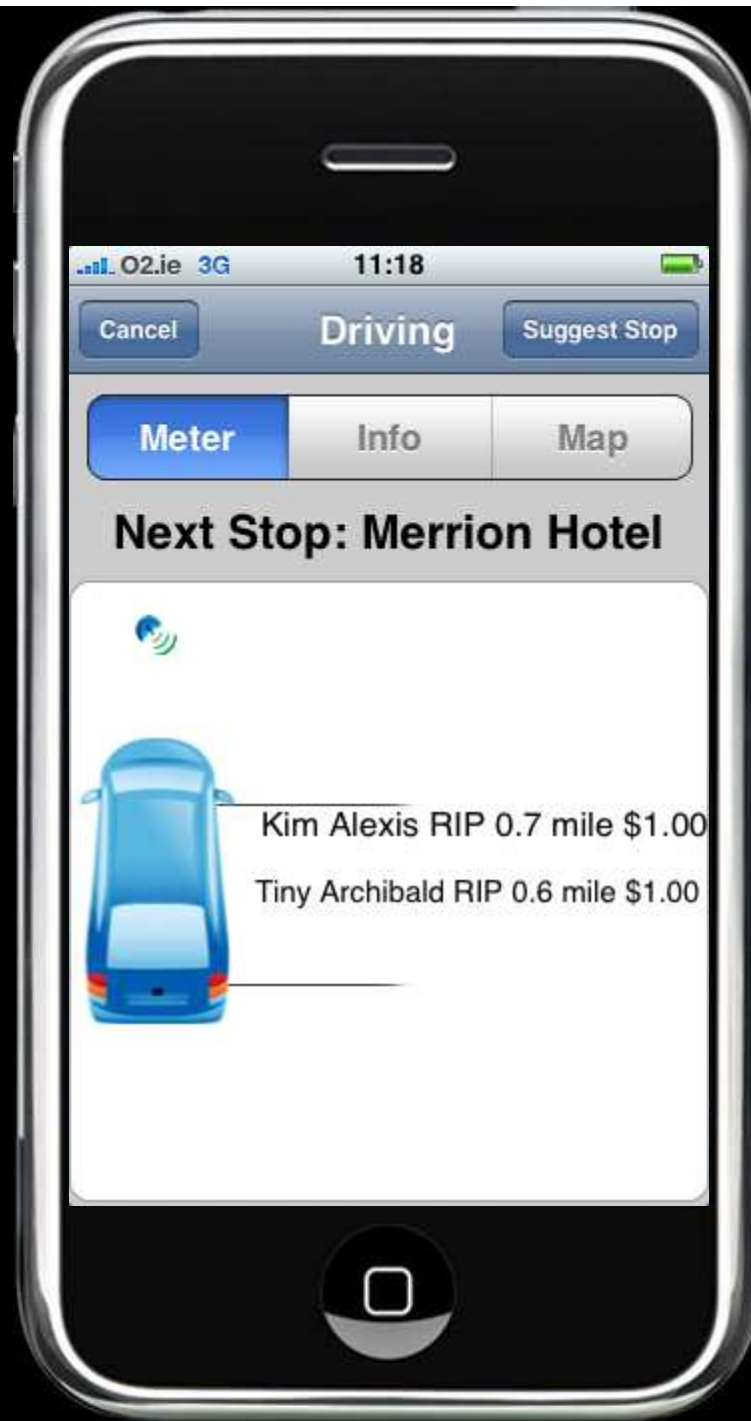 O2.ie 3G 11:18
Cancel Driving Suggest Stop
Meter Info Map
Next Stop: Merrion Hotel
Kim Alexis RIP 0.7 mile $1.00
Tiny Archibald RIP 0.6 mile $1.00